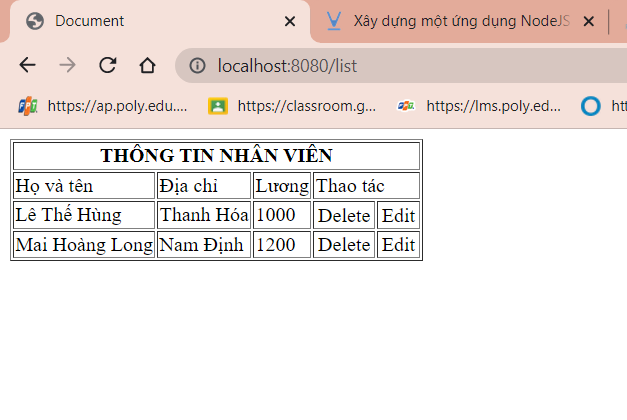 Document
Xây dựng một ứng dụng NodeJS
localhost:8080/list
https://ap.poly.edu....
https://classroom.g...
https://lms.poly.ed...
THÔNG TIN NHÂN VIÊN
Họ và tên Địa chỉ Lương Thao tác
Lê Thế Hùng Thanh Hóa 1000 Delete Edit
Mai Hoàng Long Nam Định 1200 Delete Edit